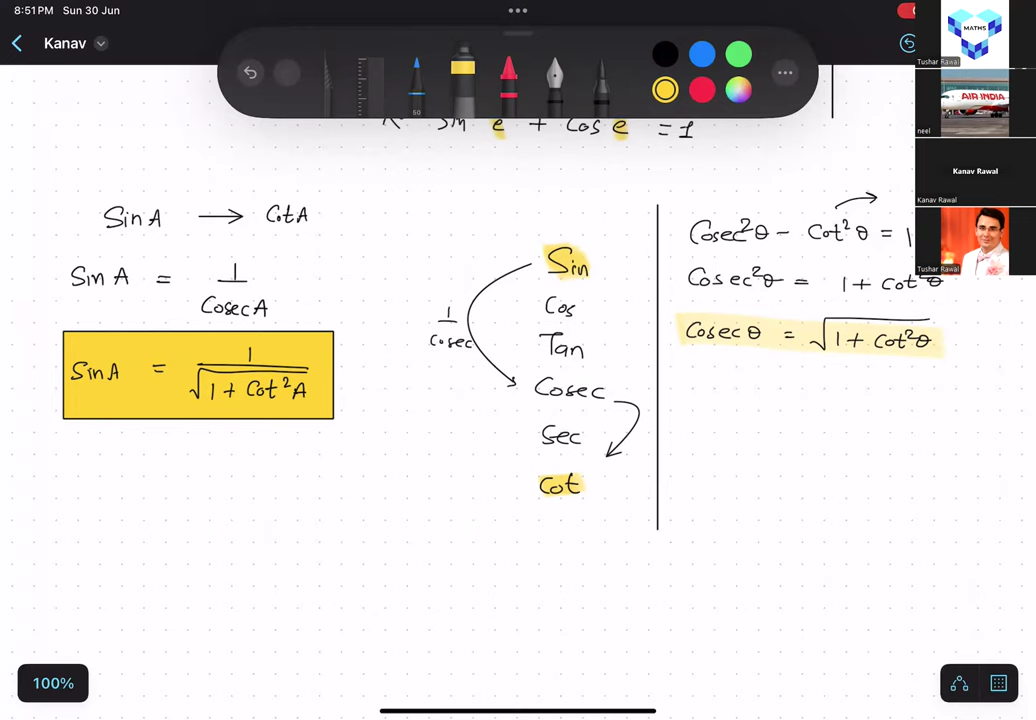 8:51 PM Sun 30 Jun
Kanav
50
MATHS
Tushar Rawal
AIR INDIA
neel
Kanav Rawal
Kanav Rawal
Tushar Rawal
sin e + cos e = 1
Sin A → Cot A
Sin A = 1 / Cosec A
Sin A = 1 / √(1 + Cot² A)
Sin
Cos
Tan
Cosec
Sec
Cot
1 / Cosec
Cosec²θ - Cot²θ = 1
Cosec²θ = 1 + Cot²θ
Cosec θ = √(1 + Cot²θ)
100%